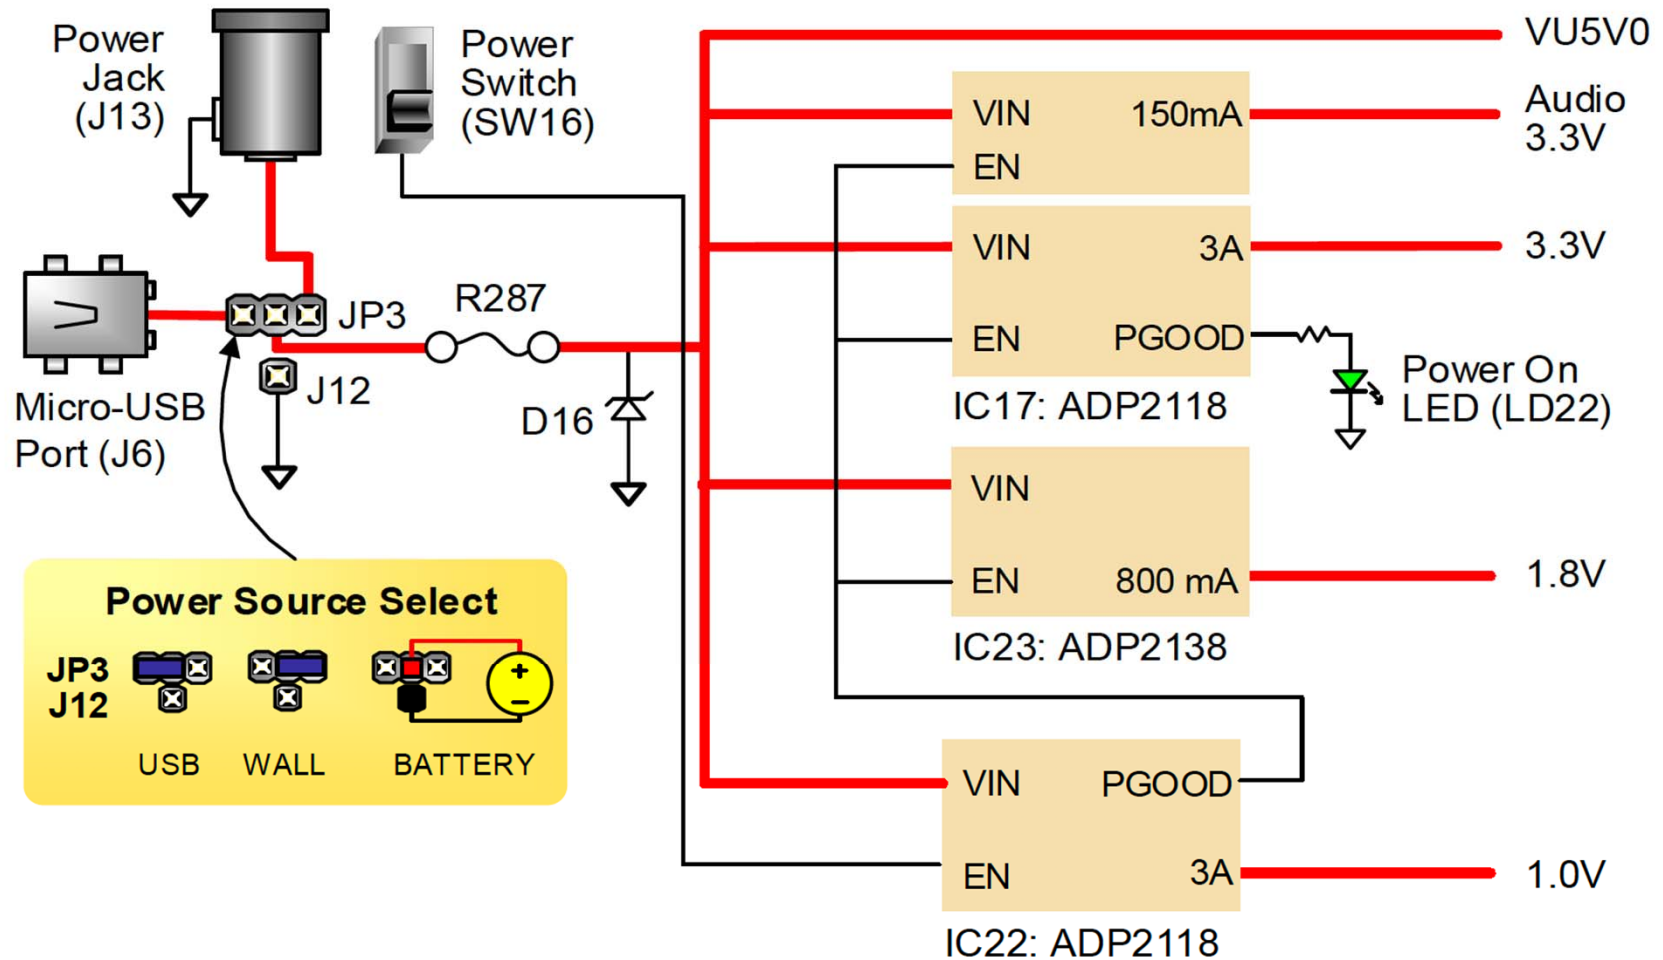 Power
Jack
(J13)
Power
Switch
(SW16)
VU5V0
VIN
150mA
Audio
3.3V
EN
VIN
3A
3.3V
EN
PGOOD
IC17: ADP2118
Power On
LED (LD22)
JP3
R287
J12
D16
Micro-USB
Port (J6)
VIN
EN
800 mA
1.8V
IC23: ADP2138
Power Source Select
JP3
J12
+
–
USB
WALL
BATTERY
VIN
PGOOD
EN
3A
1.0V
IC22: ADP2118